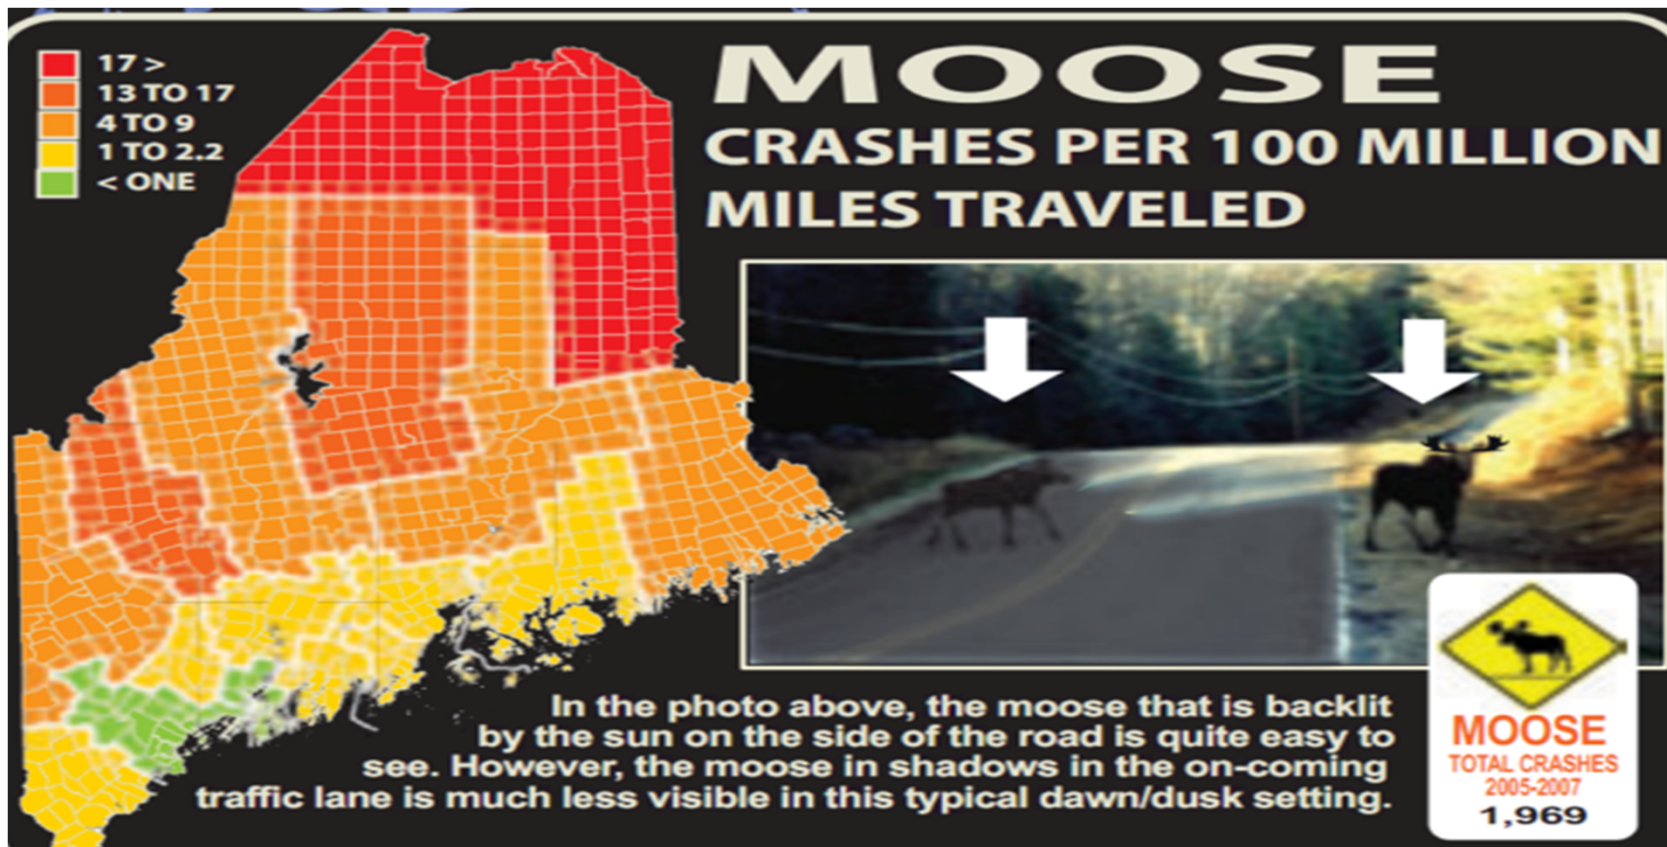 17 >
13 TO 17
4 TO 9
1 TO 2.2
< ONE
MOOSE
CRASHES PER 100 MILLION
MILES TRAVELED
In the photo above, the moose that is backlit
by the sun on the side of the road is quite easy to
see. However, the moose in shadows in the on-coming
traffic lane is much less visible in this typical dawn/dusk setting.
MOOSE
TOTAL CRASHES
2005-2007
1,969